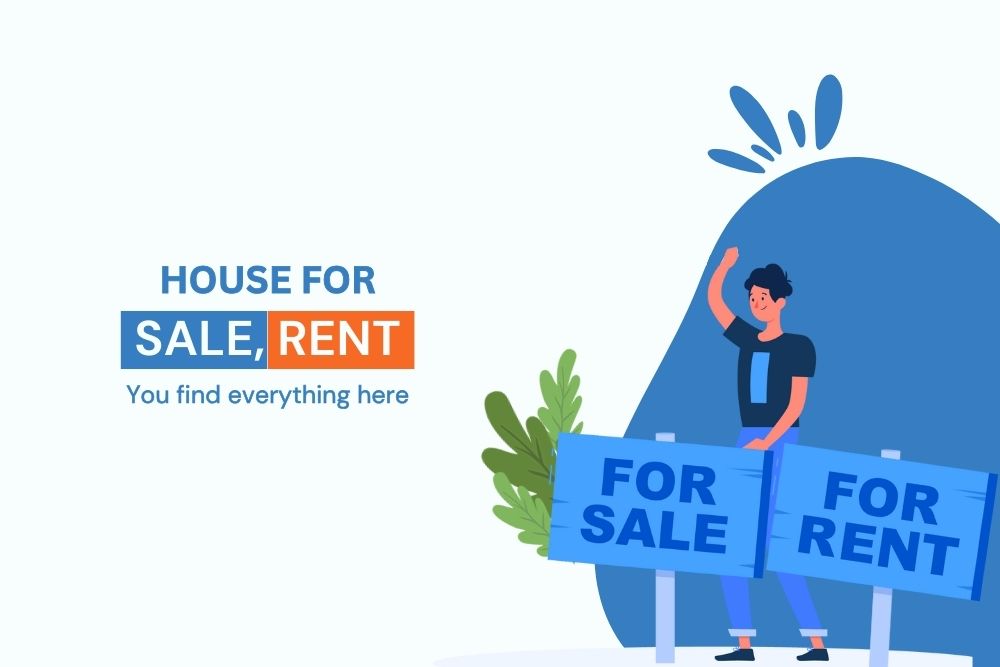 HOUSE FOR
SALE, RENT
You find everything here
FOR
SALE
FOR
RENT